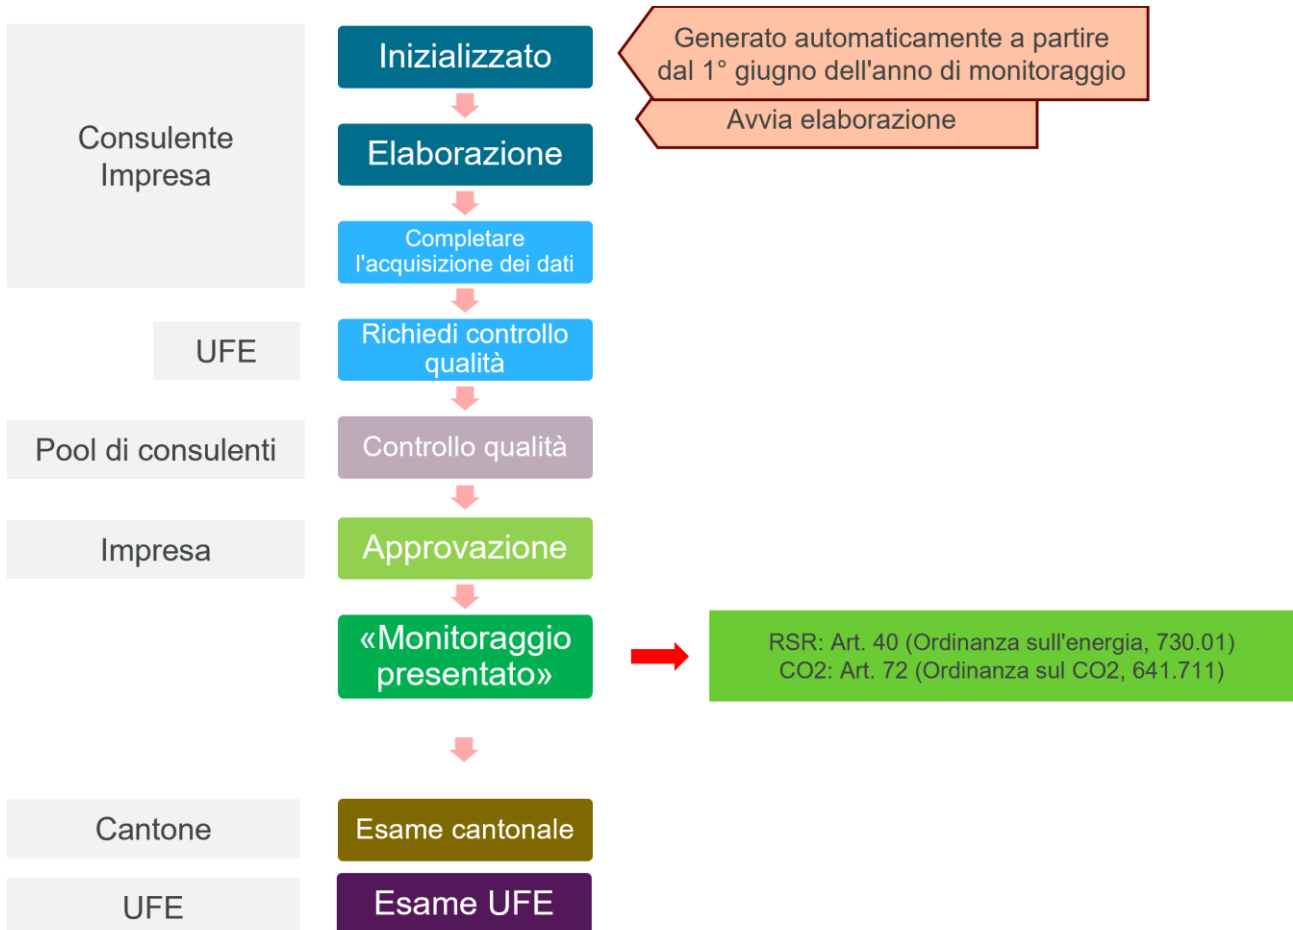 Inizializzato
Generato automaticamente a partire
dal 1° giugno dell'anno di monitoraggio
Avvia elaborazione
Consulente
Impresa
Elaborazione
Completare
l'acquisizione dei dati
UFE
Richiedi controllo
qualità
Pool di consulenti
Controllo qualità
Impresa
Approvazione
«Monitoraggio
presentato»
RSR: Art. 40 (Ordinanza sull'energia, 730.01)
CO2: Art. 72 (Ordinanza sul CO2, 641.711)
Cantone
Esame cantonale
UFE
Esame UFE